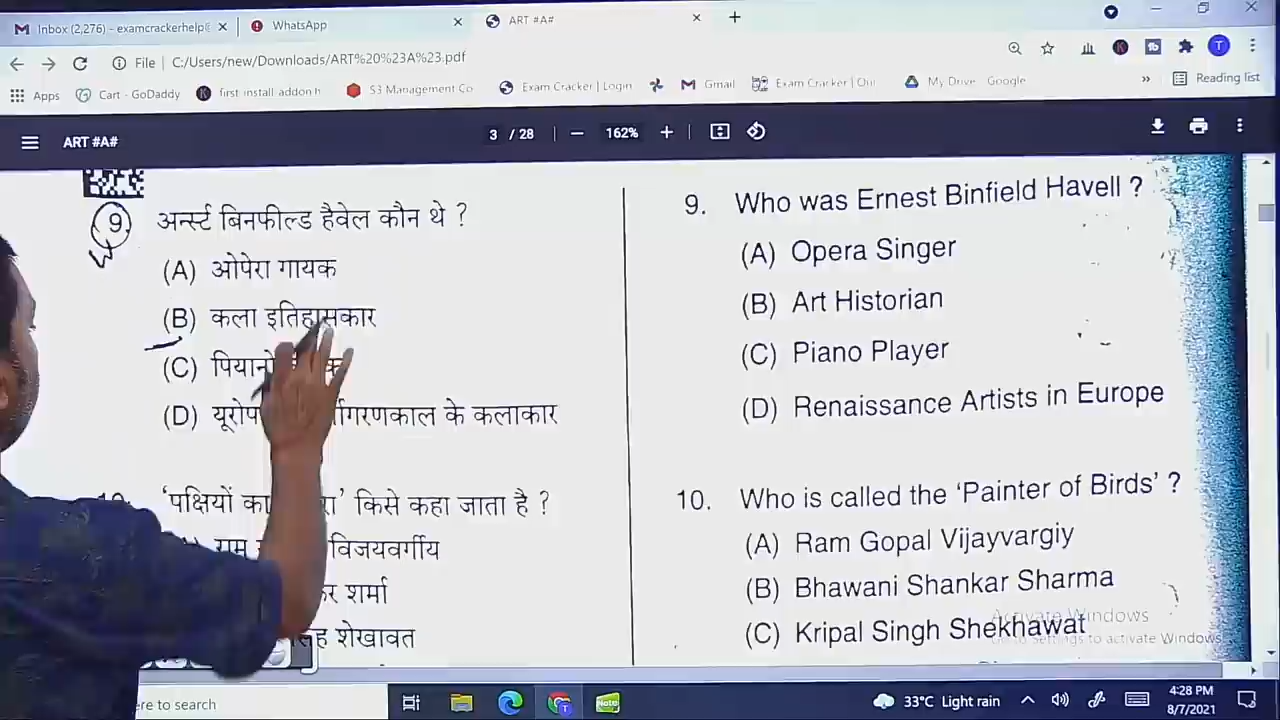 Inbox (2,276) - examcrackerhelp@
WhatsApp
ART #A#
File | C:/Users/new/Downloads/ART%20%23A%23.pdf
Apps
Cart - GoDaddy
first install addon h
S3 Management Co
Exam Cracker | Login
Gmail
Exam Cracker | Our
My Drive
Google
Reading list
ART #A#
3 / 28
162%
9. अर्न्स्ट बिनफील्ड हैवेल कौन थे ?
(A) ओपेरा गायक
(B) कला इतिहासकार
(C)
(D) के कलाकार
किसे कहा जाता है ?
विजयवर्गीय
शर्मा
शेखावत
9. Who was Ernest Binfield Havell ?
(A) Opera Singer
(B) Art Historian
(C) Piano Player
(D) Renaissance Artists in Europe
10. Who is called the 'Painter of Birds' ?
(A) Ram Gopal Vijayvargiy
(B) Bhawani Shankar Sharma
(C) Kripal Singh Shekhawat
Activate Windows
Go to Settings to activate Windows.
to search
33°C Light rain
4:28 PM
8/7/2021